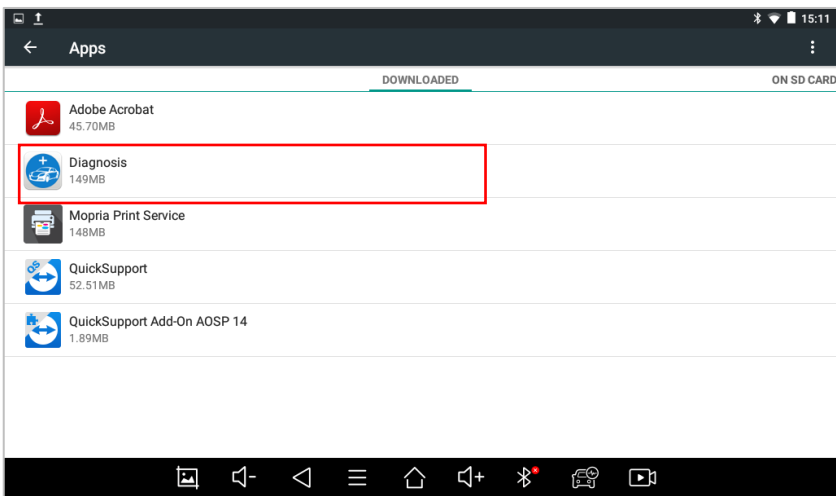 15:11
Apps
DOWNLOADED
ON SD CARD
Adobe Acrobat
45.70MB
Diagnosis
149MB
Mopria Print Service
148MB
QS
QuickSupport
52.51MB
QuickSupport Add-On AOSP 14
1.89MB